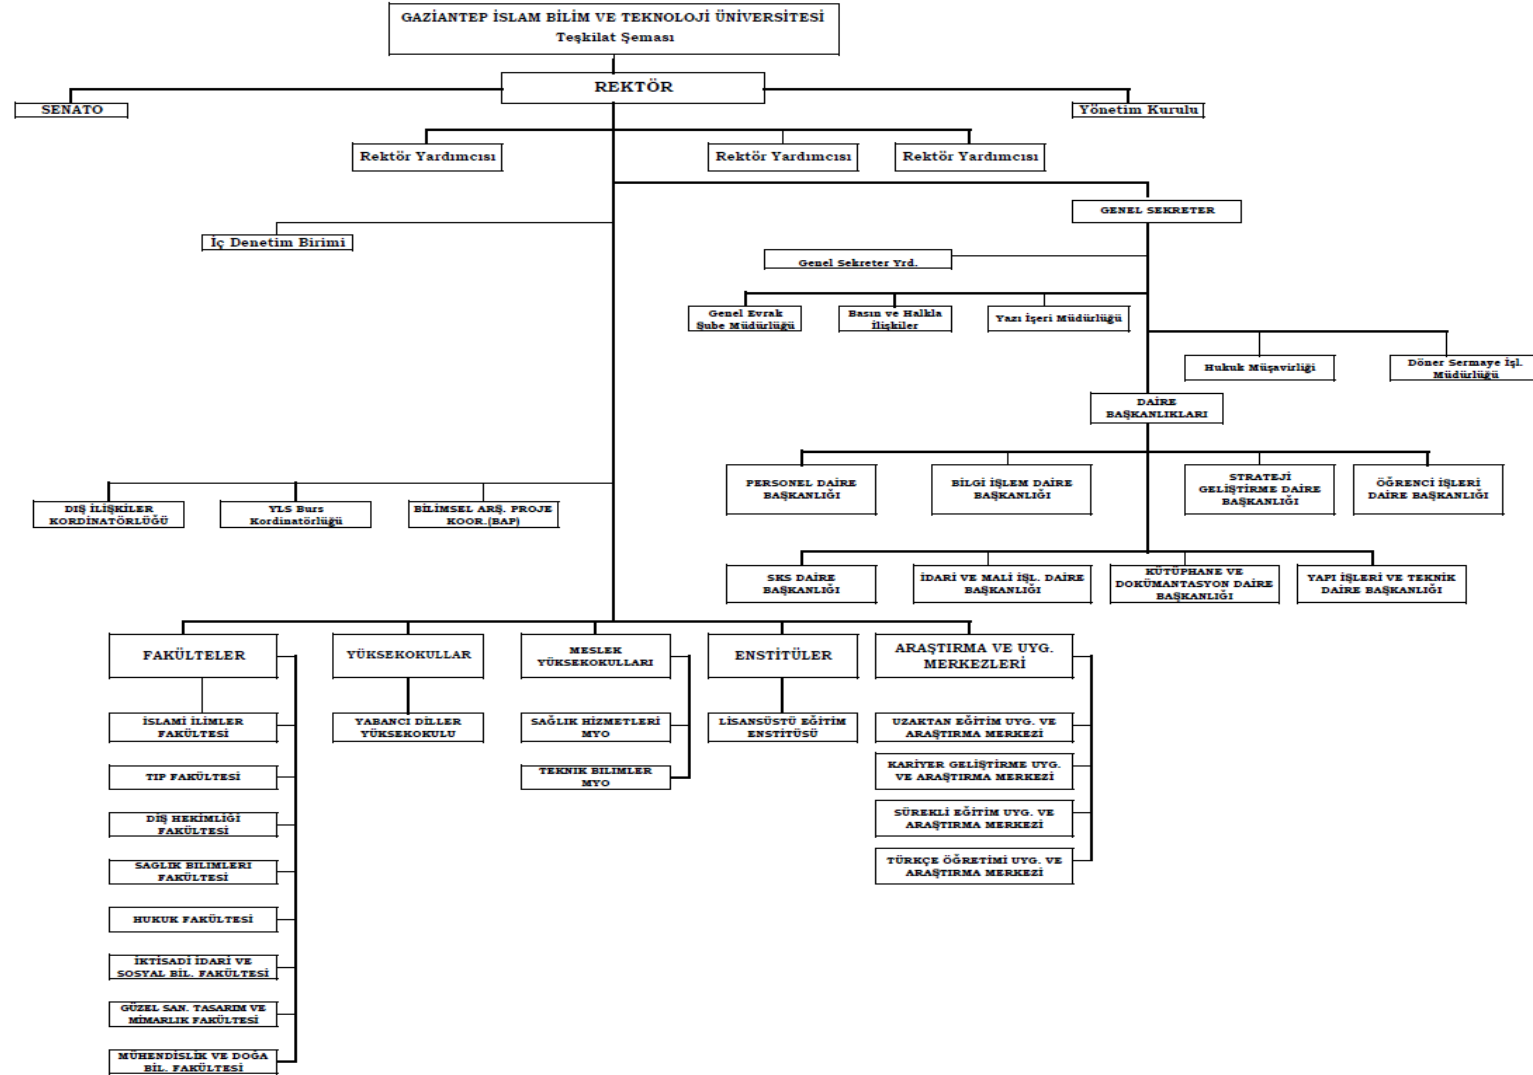 GAZİANTEP İSLAM BİLİM VE TEKNOLOJİ ÜNİVERSİTESİ
Teşkilat Şeması
REKTÖR
SENATO
Yönetim Kurulu
Rektör Yardımcısı
Rektör Yardımcısı
Rektör Yardımcısı
GENEL SEKRETER
İç Denetim Birimi
Genel Sekreter Yrd.
Genel Evrak
Şube Müdürlüğü
Basın ve Halkla
İlişkiler
Yazı İşeri Müdürlüğü
Hukuk Müşavirliği
Döner Sermaye İşl.
Müdürlüğü
DAİRE
BAŞKANLIKLARI
PERSONEL DAİRE
BAŞKANLIĞI
BİLGİ İŞLEM DAİRE
BAŞKANLIĞI
STRATEJİ
GELİŞTİRME DAİRE
BAŞKANLIĞI
ÖĞRENCİ İŞLERİ
DAİRE BAŞKANLIĞI
DIŞ İLİŞKİLER
KORDİNATÖRLÜĞÜ
YLS Burs
Kordinatörlüğü
BİLİMSEL ARŞ. PROJE
KOOR.(BAP)
SKS DAİRE
BAŞKANLIĞI
İDARİ VE MALİ İŞL. DAİRE
BAŞKANLIĞI
KÜTÜPHANE VE
DOKÜMANTASYON DAİRE
BAŞKANLIĞI
YAPI İŞLERİ VE TEKNİK
DAİRE BAŞKANLIĞI
FAKÜLTELER
YÜKSEKOKULLAR
MESLEK
YÜKSEKOKULLARI
ENSTİTÜLER
ARAŞTIRMA VE UYG.
MERKEZLERİ
İSLAMİ İLİMLER
FAKÜLTESİ
YABANCI DİLLER
YÜKSEKOKULU
SAĞLIK HİZMETLERİ
MYO
LİSANSÜSTÜ EĞİTİM
ENSTİTÜSÜ
UZAKTAN EĞİTİM UYG. VE
ARAŞTIRMA MERKEZİ
TIP FAKÜLTESİ
TEKNIK BILIMLER
MYO
KARİYER GELİŞTİRME UYG.
VE ARAŞTIRMA MERKEZİ
DİŞ HEKİMLİĞİ
FAKÜLTESİ
SÜREKLİ EĞİTİM UYG. VE
ARAŞTIRMA MERKEZİ
SAGLIK BILIMLERI
FAKÜLTESİ
TÜRKÇE ÖĞRETİMİ UYG. VE
ARAŞTIRMA MERKEZİ
HUKUK FAKÜLTESİ
İKTİSADİ İDARİ VE
SOSYAL BİL. FAKÜLTESİ
GÜZEL SAN. TASARIM VE
MİMARLIK FAKÜLTESİ
MÜHENDİSLİK VE DOĞA
BİL. FAKÜLTESİ